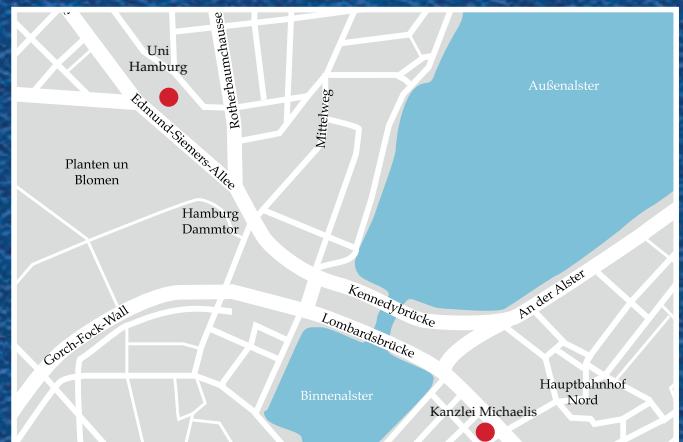 Uni
Hamburg
Rotherbaumchausse
Außenalster
Edmund-Siemers-Allee
Mittelweg
Planten un
Blomen
Hamburg
Dammtor
Kennedybrücke
An der Alster
Gorch-Fock-Wall
Lombardsbrücke
Binnenalster
Hauptbahnhof
Nord
Kanzlei Michaelis